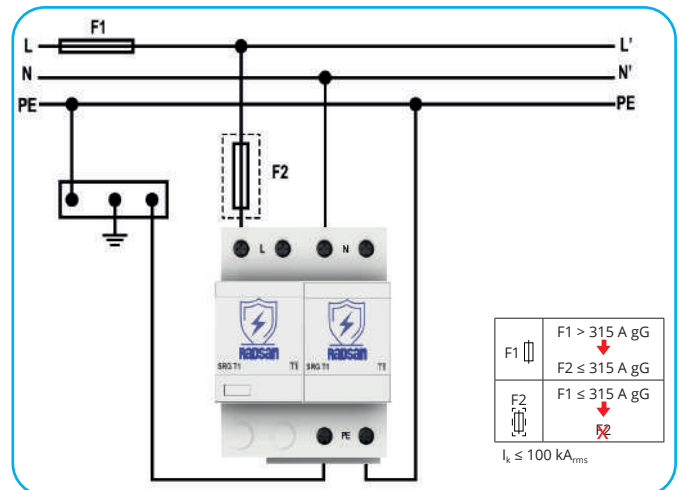 F1
L L'
N N'
PE PE
F2
L N
RADSAN RADSAN
SRG T1 T1 SRG T1 T1
PE
F1 F1 > 315 A gG
F2 ≤ 315 A gG
F2 F1 ≤ 315 A gG
F2
Ik ≤ 100 kArms